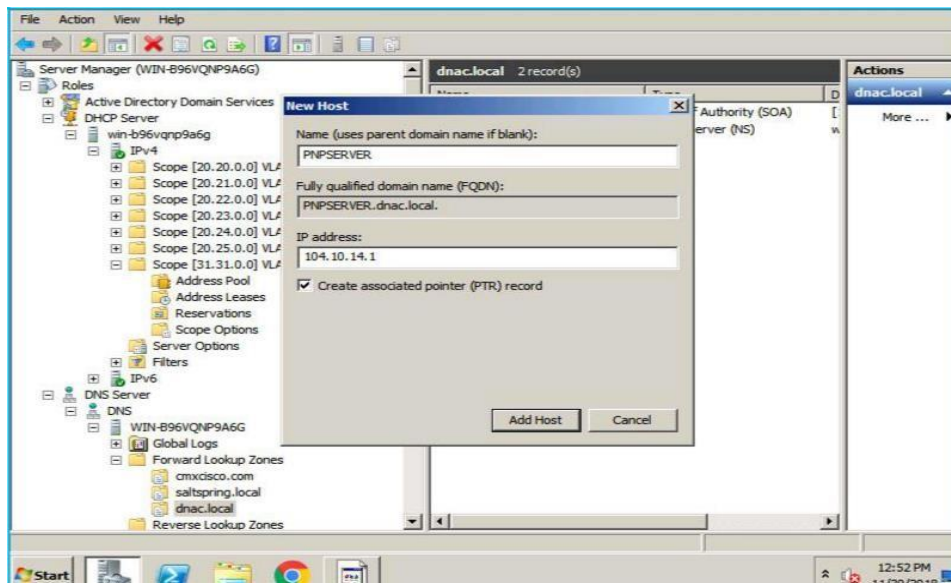 File Action View Help
Server Manager (WIN-B96VQNP9A6G)
Roles
Active Directory Domain Services
DHCP Server
win-b96vqnp9a6g
IPv4
Scope [20.20.0.0] VLA
Scope [20.21.0.0] VLA
Scope [20.22.0.0] VLA
Scope [20.23.0.0] VLA
Scope [20.24.0.0] VLA
Scope [20.25.0.0] VLA
Scope [31.31.0.0] VLA
Address Pool
Address Leases
Reservations
Scope Options
Server Options
Filters
IPv6
DNS Server
DNS
WIN-B96VQNP9A6G
Global Logs
Forward Lookup Zones
cmxcisco.com
saltspring.local
dnac.local
Reverse Lookup Zones
dnac.local 2 record(s)
D
Authority (SOA) [
erver (NS) w
New Host
Name (uses parent domain name if blank):
PNPSERVER
Fully qualified domain name (FQDN):
PNPSERVER.dnac.local.
IP address:
104.10.14.1
Create associated pointer (PTR) record
Add Host Cancel
Actions
dnac.local
More ...
Start
12:52 PM